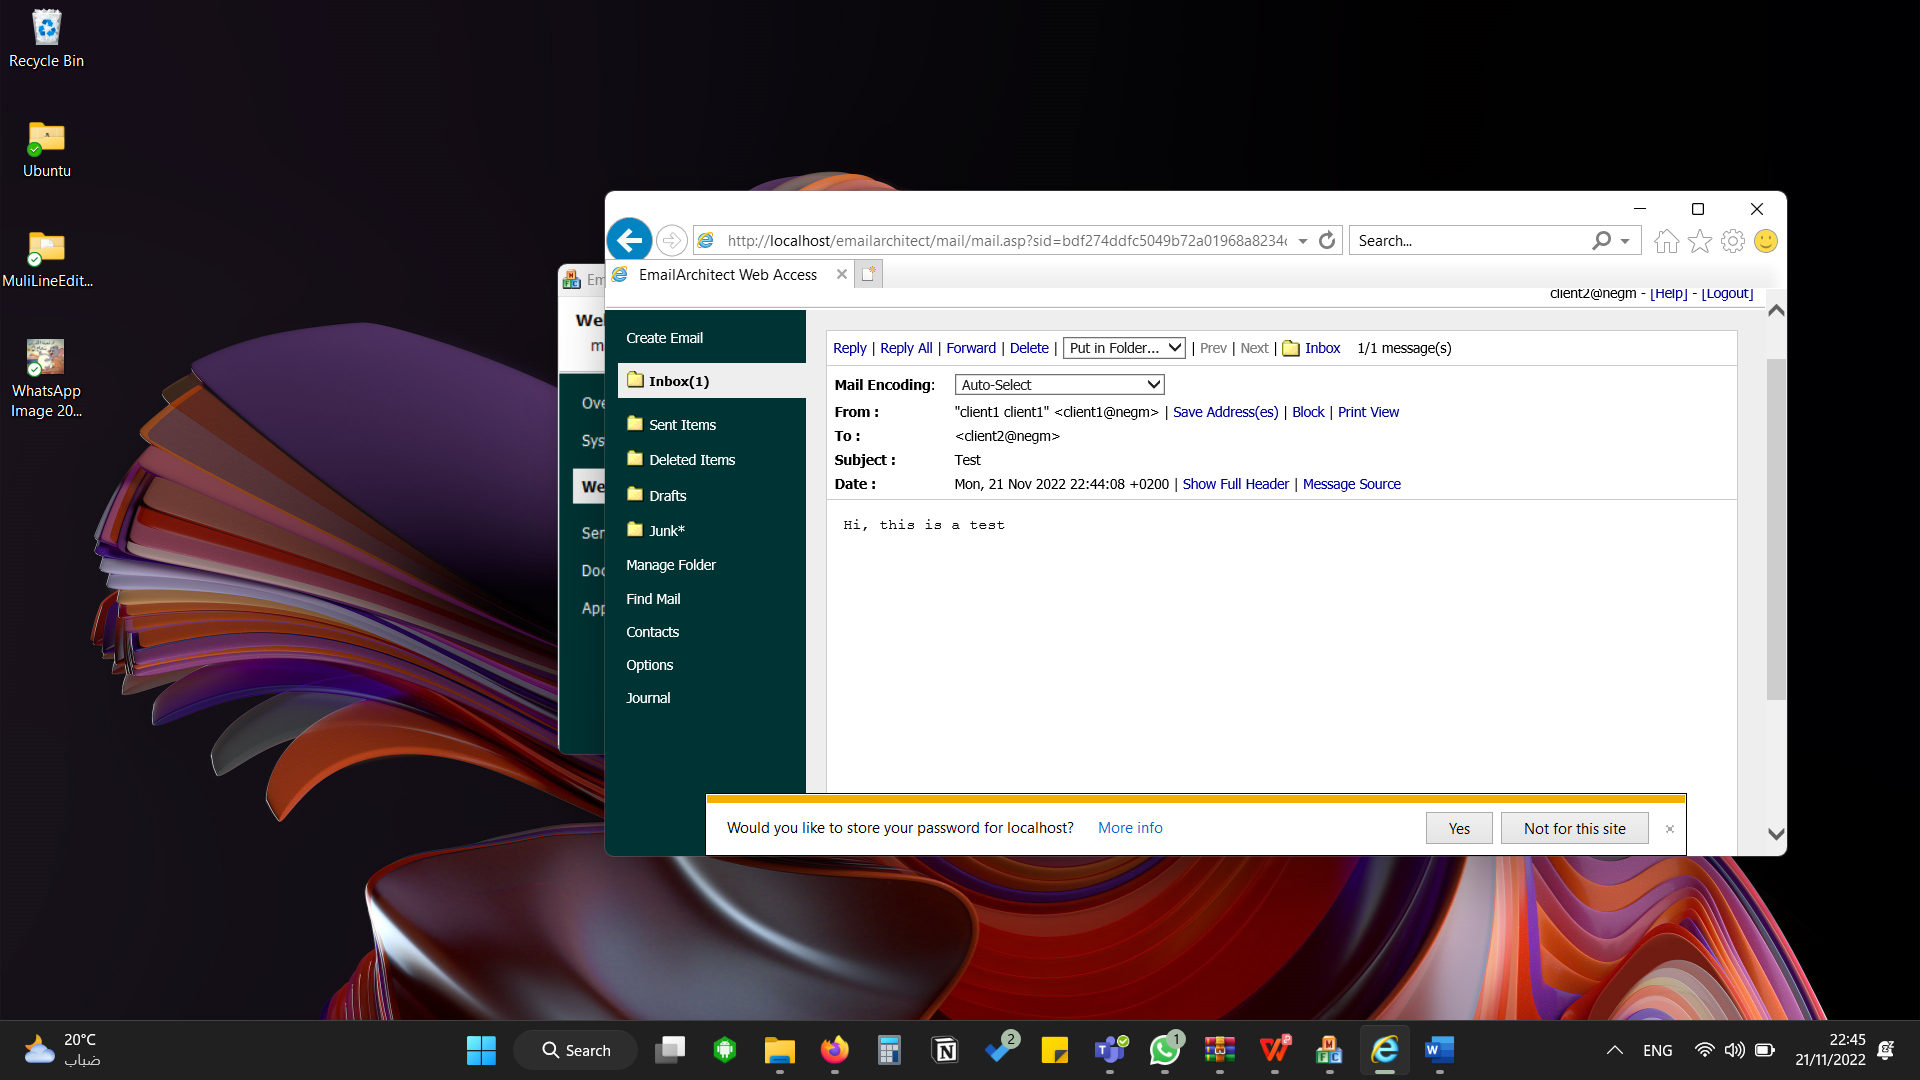 Recycle Bin
Ubuntu
MuliLineEdit...
WhatsApp
Image 20...
http://localhost/emailarchitect/mail/mail.asp?sid=bdf274ddfc5049b72a01968a8234
Search...
EmailArchitect Web Access
client2@negm - [Help] - [Logout]
Create Email
Inbox(1)
Sent Items
Deleted Items
Drafts
Junk*
Manage Folder
Find Mail
Contacts
Options
Journal
Reply | Reply All | Forward | Delete | Put in Folder... | Prev | Next | Inbox 1/1 message(s)
Mail Encoding: Auto-Select
From : "client1 client1" <client1@negm> | Save Address(es) | Block | Print View
To : <client2@negm>
Subject : Test
Date : Mon, 21 Nov 2022 22:44:08 +0200 | Show Full Header | Message Source
Hi, this is a test
Would you like to store your password for localhost? More info
Yes
Not for this site
20°C
ضباب
Search
2
1
ENG
22:45
21/11/2022